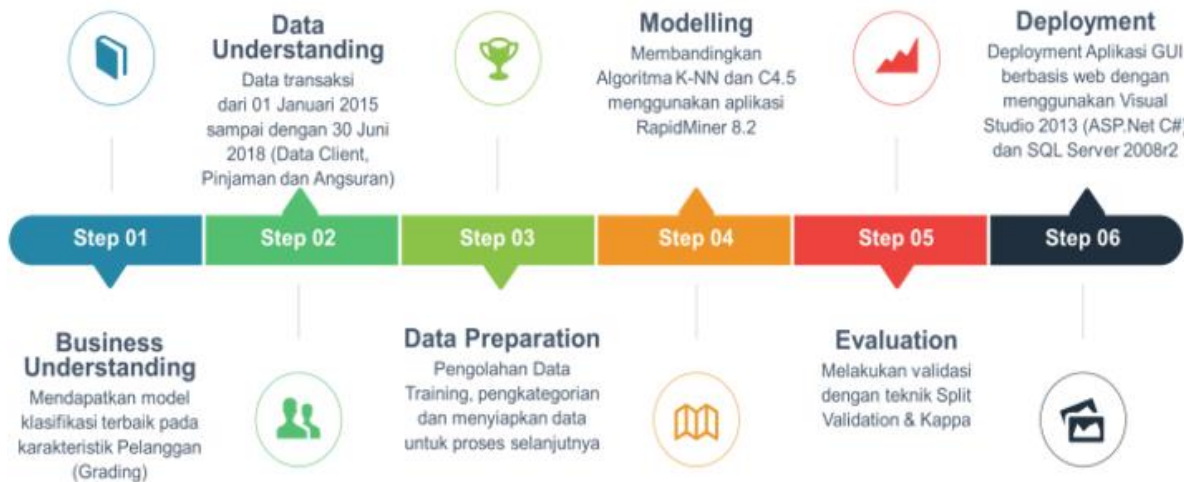 Data
Understanding
Data transaksi
dari 01 Januari 2015
sampai dengan 30 Juni
2018 (Data Client,
Pinjaman dan Angsuran)
Modelling
Membandingkan
Algoritma K-NN dan C4.5
menggunakan aplikasi
RapidMiner 8.2
Deployment
Deployment Aplikasi GUI
berbasis web dengan
menggunakan Visual
Studio 2013 (ASP.Net C#)
dan SQL Server 2008r2
Step 01
Step 02
Step 03
Step 04
Step 05
Step 06
Business
Understanding
Mendapatkan model
klasifikasi terbaik pada
karakteristik Pelanggan
(Grading)
Data Preparation
Pengolahan Data
Training, pengkategorian
dan menyiapkan data
untuk proses selanjutnya
Evaluation
Melakukan validasi
dengan teknik Split
Validation & Kappa